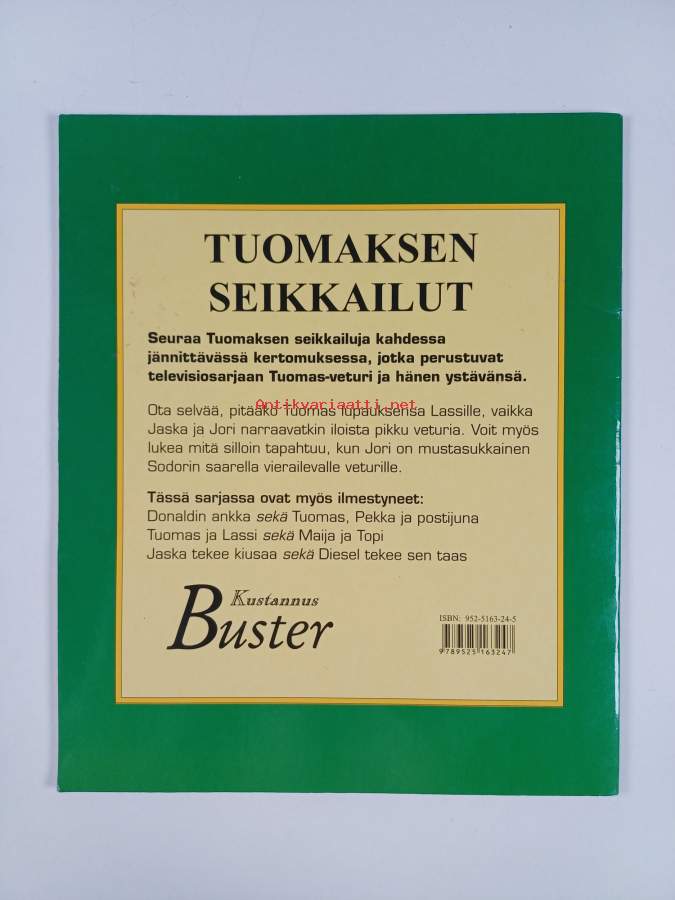 TUOMAKSEN
SEIKKAILUT
Seuraa Tuomaksen seikkailuja kahdessa
jännittävässä kertomuksessa, jotka perustuvat
televisiosarjaan Tuomas-veturi ja hänen ystävänsä.
Antikvariaatti.net
Ota selvää, pitääkö Tuomas lupauksensa Lassille, vaikka
Jaska ja Jori narraavatkin iloista pikku veturia. Voit myös
lukea mitä silloin tapahtuu, kun Jori on mustasukkainen
Sodorin saarella vierailevalle veturille.
Tässä sarjassa ovat myös ilmestyneet:
Donaldin ankka sekä Tuomas, Pekka ja postijuna
Tuomas ja Lassi sekä Maija ja Topi
Jaska tekee kiusaa sekä Diesel tekee sen taas
Kustannus
Buster
ISBN: 952-5163-24-5
9 789525 163247